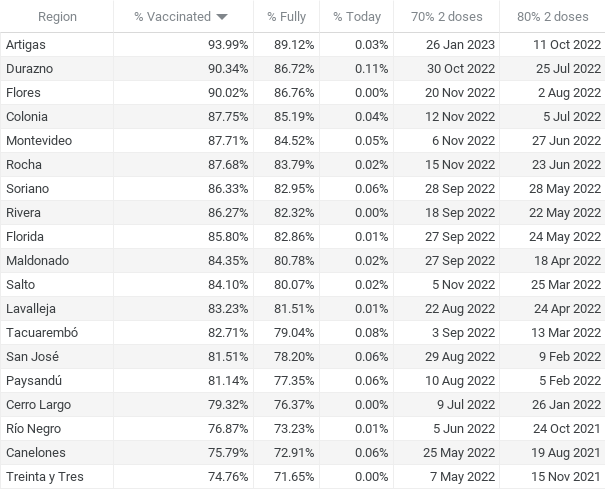 Region % Vaccinated % Fully % Today 70% 2 doses 80% 2 doses
Artigas 93.99% 89.12% 0.03% 26 Jan 2023 11 Oct 2022
Durazno 90.34% 86.72% 0.11% 30 Oct 2022 25 Jul 2022
Flores 90.02% 86.76% 0.00% 20 Nov 2022 2 Aug 2022
Colonia 87.75% 85.19% 0.04% 12 Nov 2022 5 Jul 2022
Montevideo 87.71% 84.52% 0.05% 6 Nov 2022 27 Jun 2022
Rocha 87.68% 83.79% 0.02% 15 Nov 2022 23 Jun 2022
Soriano 86.33% 82.95% 0.06% 28 Sep 2022 28 May 2022
Rivera 86.27% 82.32% 0.00% 18 Sep 2022 22 May 2022
Florida 85.80% 82.86% 0.01% 27 Sep 2022 24 May 2022
Maldonado 84.35% 80.78% 0.02% 27 Sep 2022 18 Apr 2022
Salto 84.10% 80.07% 0.02% 5 Nov 2022 25 Mar 2022
Lavalleja 83.23% 81.51% 0.01% 22 Aug 2022 24 Apr 2022
Tacuarembó 82.71% 79.04% 0.08% 3 Sep 2022 13 Mar 2022
San José 81.51% 78.20% 0.06% 29 Aug 2022 9 Feb 2022
Paysandú 81.14% 77.35% 0.06% 10 Aug 2022 5 Feb 2022
Cerro Largo 79.32% 76.37% 0.00% 9 Jul 2022 26 Jan 2022
Río Negro 76.87% 73.23% 0.01% 5 Jun 2022 24 Oct 2021
Canelones 75.79% 72.91% 0.06% 25 May 2022 19 Aug 2021
Treinta y Tres 74.76% 71.65% 0.00% 7 May 2022 15 Nov 2021